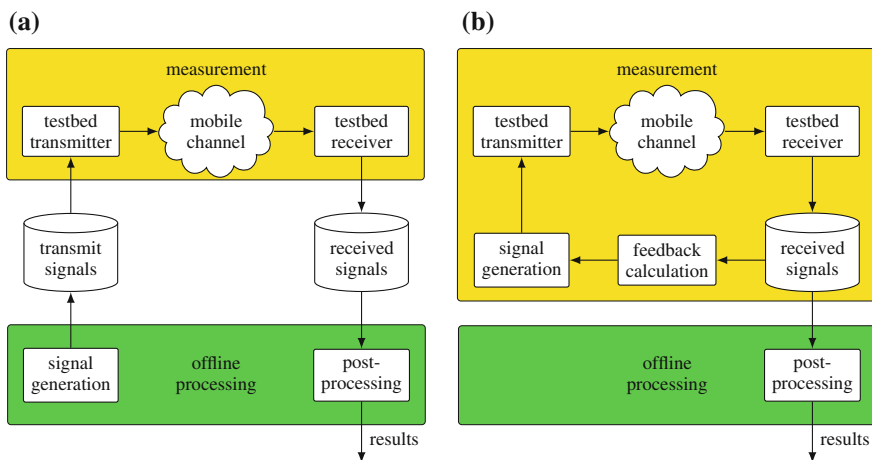 (a)
measurement
testbed
transmitter
mobile
channel
testbed
receiver
transmit
signals
received
signals
signal
generation
offline
processing
post-
processing
results
(b)
measurement
testbed
transmitter
mobile
channel
testbed
receiver
signal
generation
feedback
calculation
received
signals
offline
processing
post-
processing
results